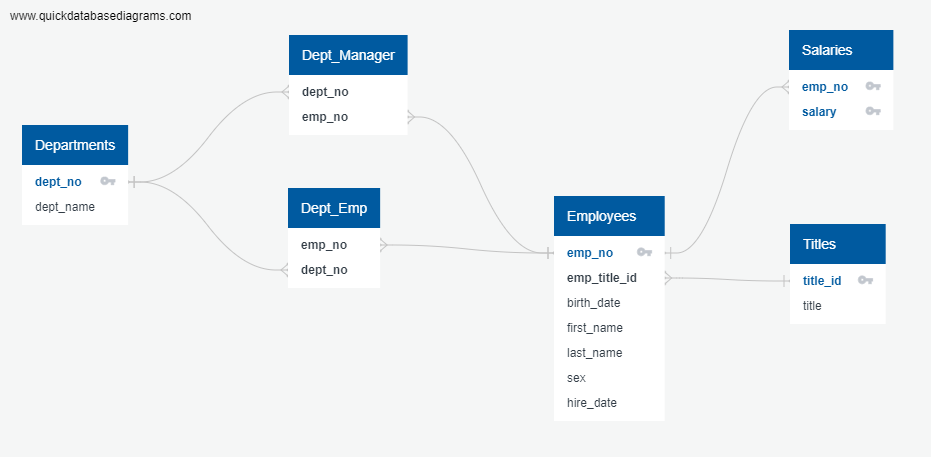 www.quickdatabasediagrams.com
Departments
dept_no
dept_name
Dept_Manager
dept_no
emp_no
Dept_Emp
emp_no
dept_no
Employees
emp_no
emp_title_id
birth_date
first_name
last_name
sex
hire_date
Salaries
emp_no
salary
Titles
title_id
title